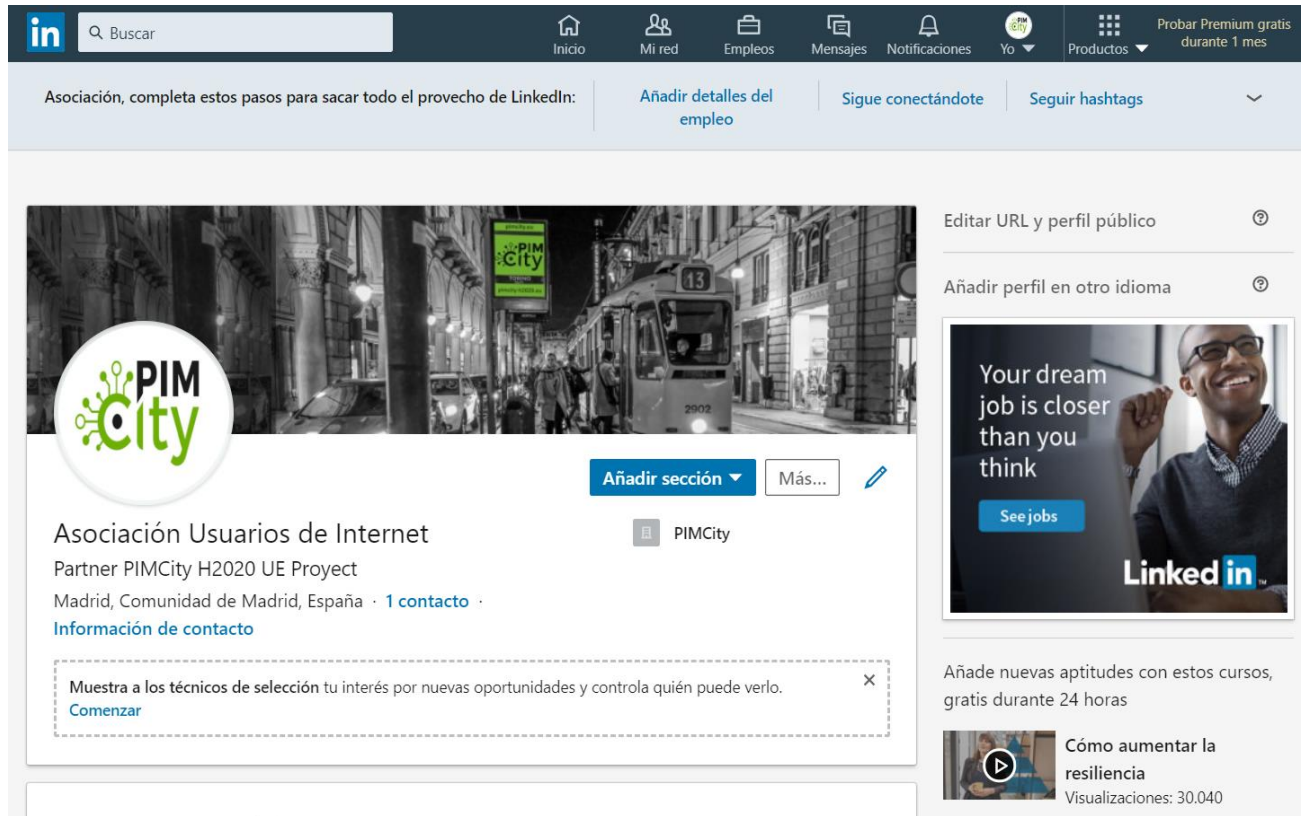 in
Buscar
Inicio
Mi red
Empleos
Mensajes
Notificaciones
Yo
Productos
Probar Premium gratis
durante 1 mes
Asociación, completa estos pasos para sacar todo el provecho de LinkedIn:
Añadir detalles del
empleo
Sigue conectándote
Seguir hashtags
PIM
City
13
2902
PIM
City
Añadir sección
Más...
Asociación Usuarios de Internet
PIMCity
Partner PIMCity H2020 UE Proyect
Madrid, Comunidad de Madrid, España · 1 contacto ·
Información de contacto
Muestra a los técnicos de selección tu interés por nuevas oportunidades y controla quién puede verlo.
Comenzar
Editar URL y perfil público
Añadir perfil en otro idioma
Your dream
job is closer
than you
think
See jobs
Linked in
Añade nuevas aptitudes con estos cursos,
gratis durante 24 horas
Cómo aumentar la
resiliencia
Visualizaciones: 30.040